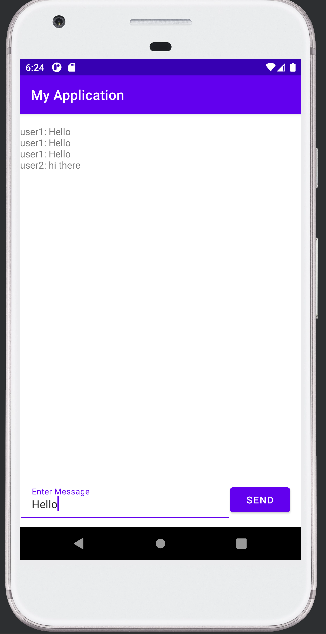 6:24
My Application
user1: Hello
user1: Hello
user1: Hello
user2: hi there
Enter Message
Hello
SEND